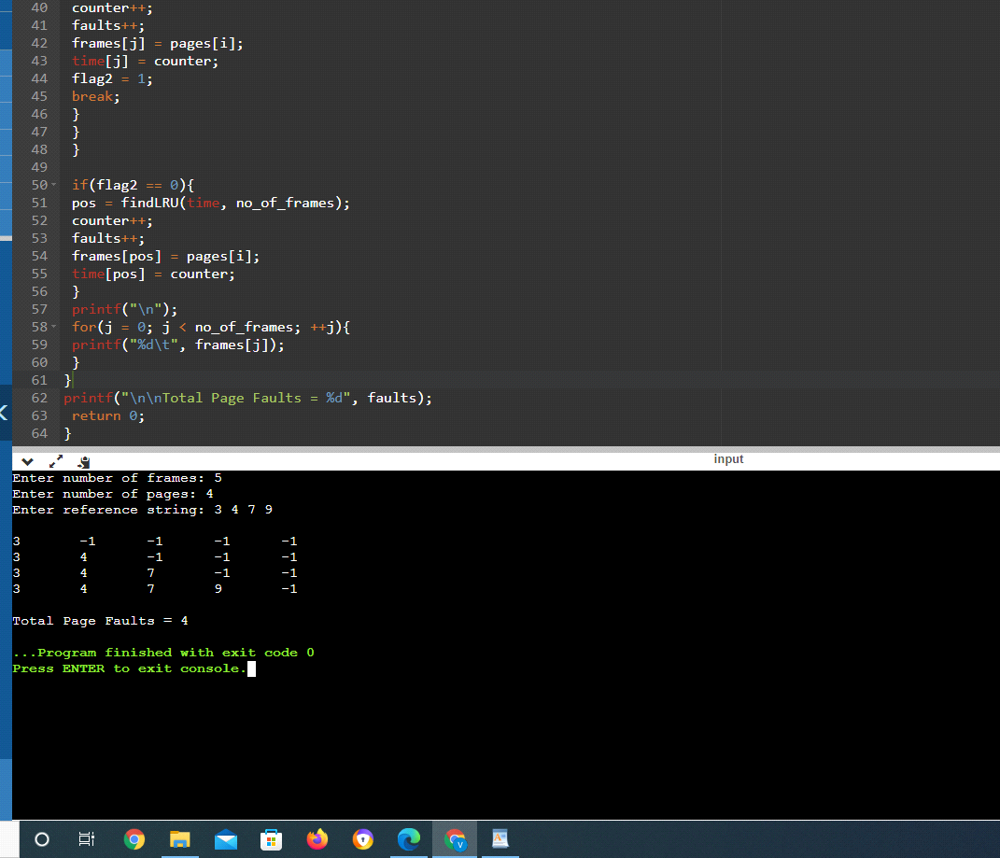 40 counter++;
41 faults++;
42 frames[j] = pages[i];
43 time[j] = counter;
44 flag2 = 1;
45 break;
46 }
47 }
48 }
49
50 if(flag2 == 0){
51 pos = findLRU(time, no_of_frames);
52 counter++;
53 faults++;
54 frames[pos] = pages[i];
55 time[pos] = counter;
56 }
57 printf("\n");
58 for(j = 0; j < no_of_frames; ++j){
59 printf("%d\t", frames[j]);
60 }
61 }
62 printf("\n\nTotal Page Faults = %d", faults);
63 return 0;
64 }
input
Enter number of frames: 5
Enter number of pages: 4
Enter reference string: 3 4 7 9
3 -1 -1 -1 -1
3 4 -1 -1 -1
3 4 7 -1 -1
3 4 7 9 -1
Total Page Faults = 4
...Program finished with exit code 0
Press ENTER to exit console.
V